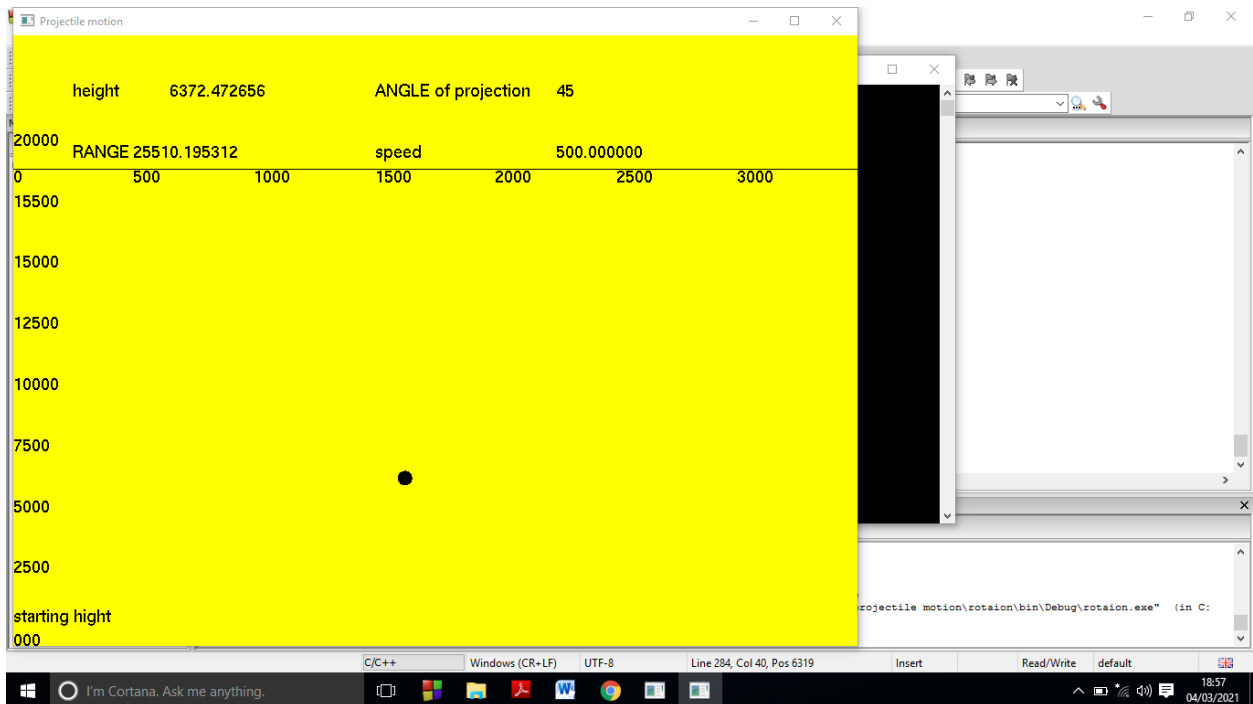 Projectile motion
height 6372.472656 ANGLE of projection 45
20000
RANGE 25510.195312 speed 500.000000
0 500 1000 1500 2000 2500 3000
15500
15000
12500
10000
7500
5000
2500
starting hight
000
rojectile motion\rotaion\bin\Debug\rotaion.exe" (in C:
C/C++ Windows (CR+LF) UTF-8 Line 284, Col 40, Pos 6319 Insert Read/Write default
I'm Cortana. Ask me anything. 18:57
04/03/2021